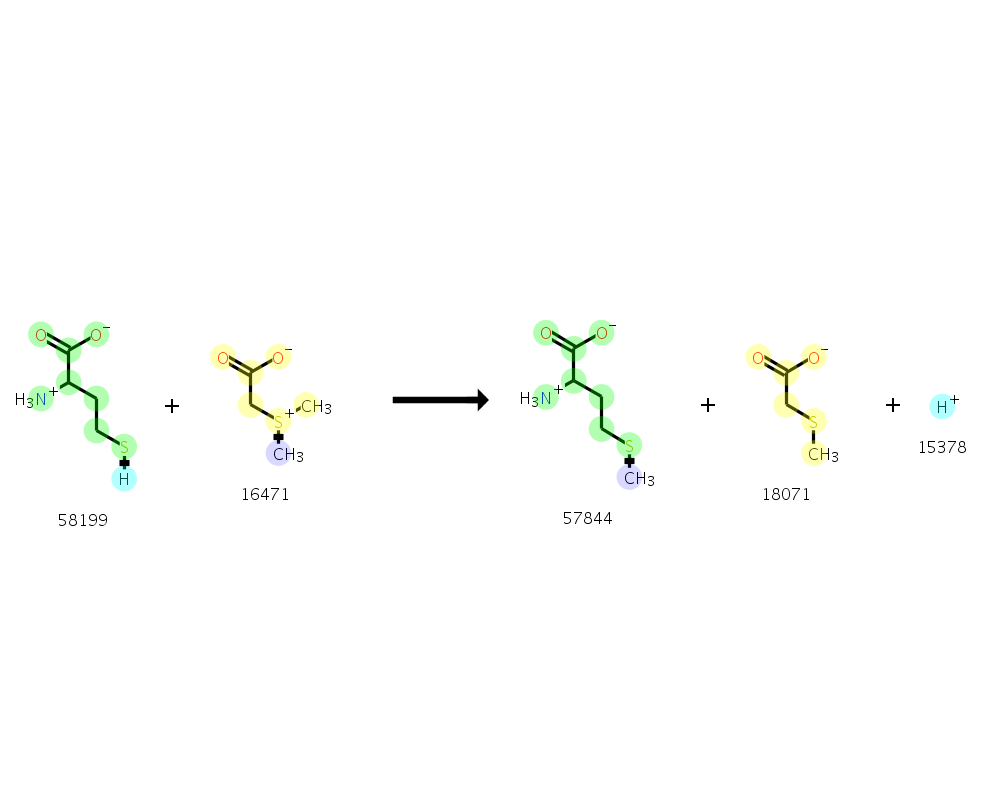 O O⁻
H₃N⁺
S
H
58199
+
O O⁻
S⁺ CH₃
CH₃
16471
O O⁻
H₃N⁺
S
CH₃
57844
+
O O⁻
S
CH₃
18071
+
H⁺
15378